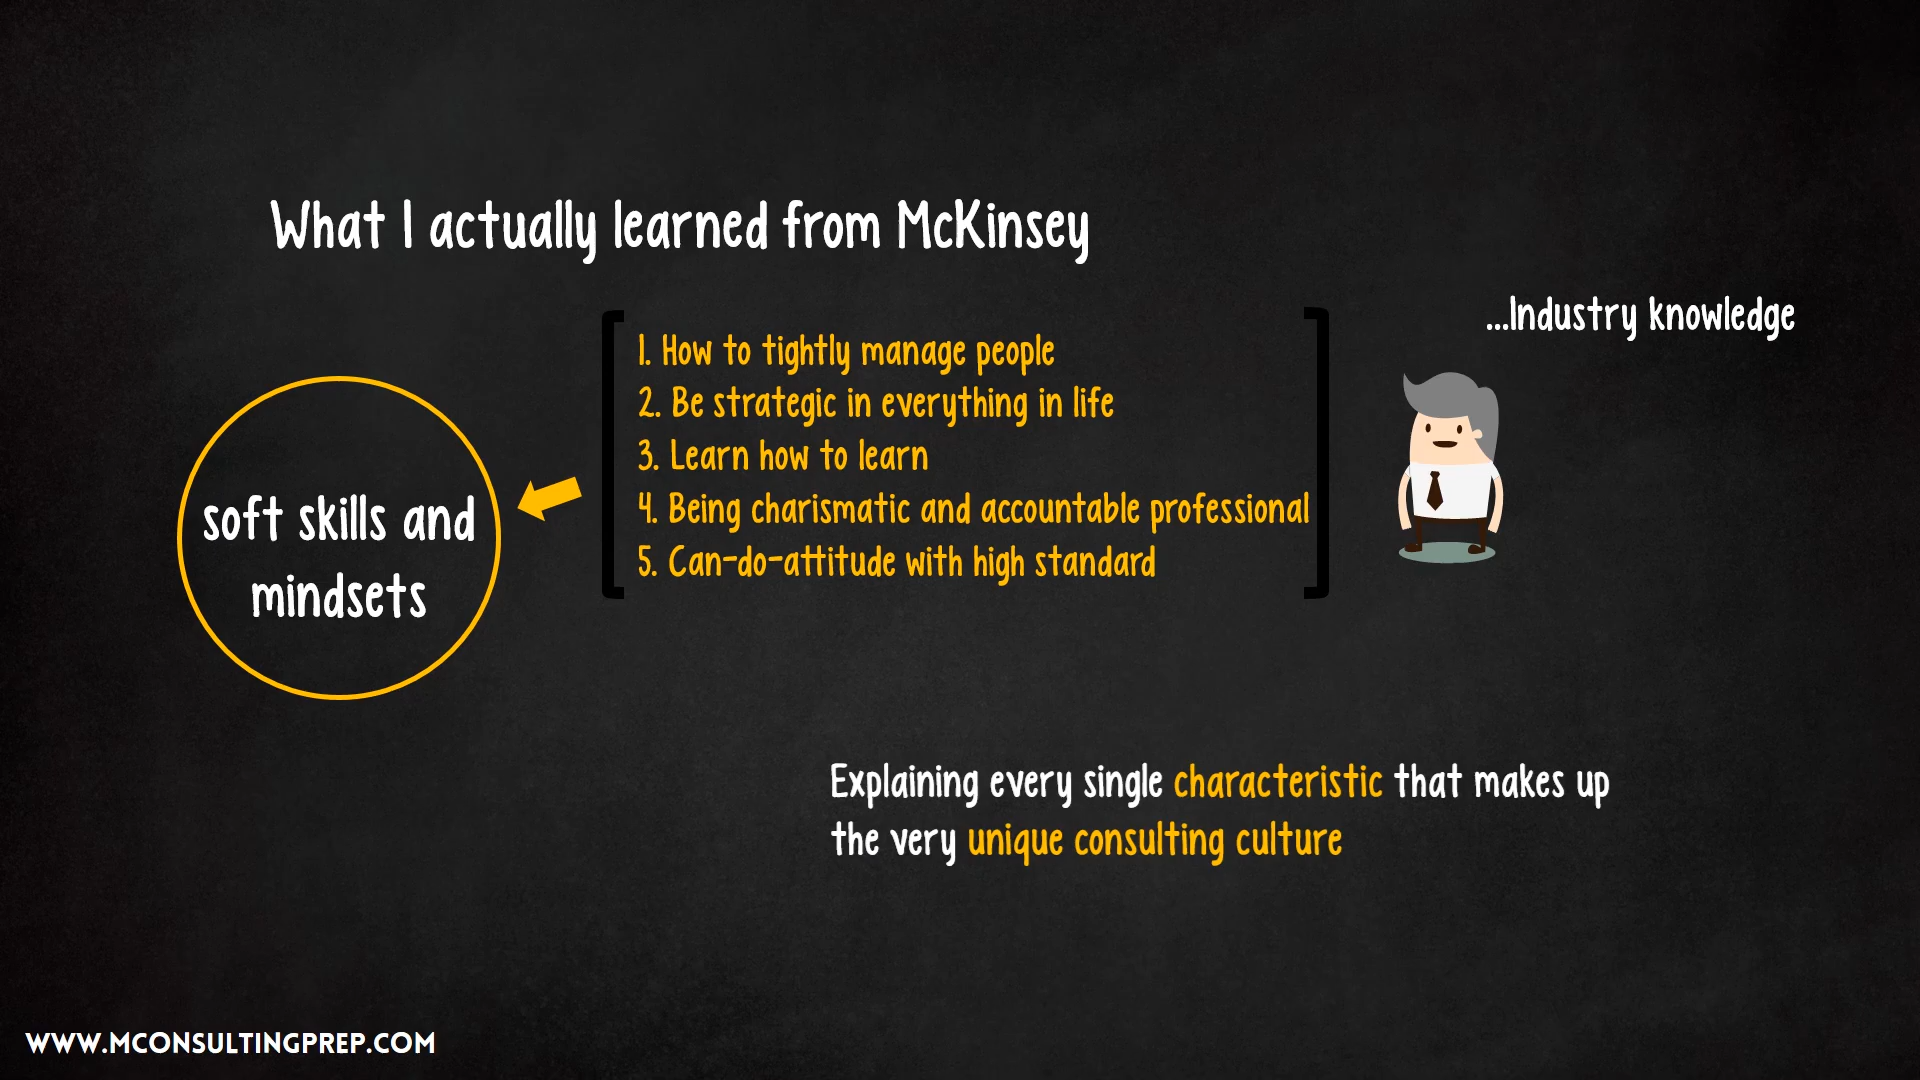 What I actually learned from McKinsey
...Industry knowledge
1. How to tightly manage people
2. Be strategic in everything in life
3. Learn how to learn
4. Being charismatic and accountable professional
5. Can-do-attitude with high standard
soft skills and
mindsets
Explaining every single characteristic that makes up
the very unique consulting culture
WWW.MCONSULTINGPREP.COM